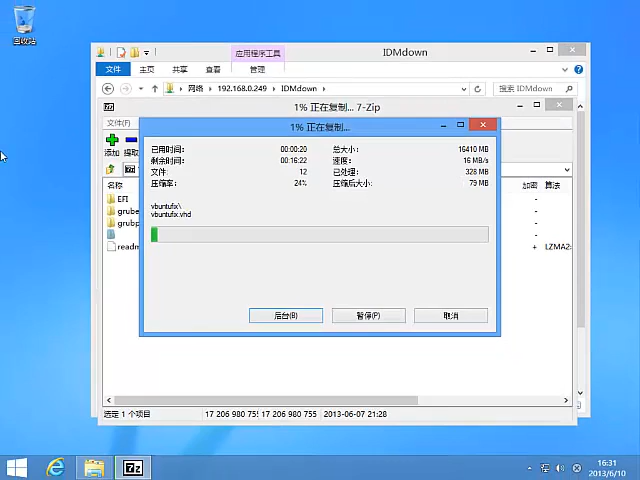 回收站
应用程序工具
IDMdown
文件 主页 共享 查看 管理
网络 192.168.0.249 IDMdown
搜索 IDMdown
1% 正在复制... 7-Zip
文件(F)
1% 正在复制...
添加 提取
已用时间: 00:00:20 总大小: 16410 MB
剩余时间: 00:16:22 速度: 16 MB/s
文件: 12 已处理: 328 MB
压缩率: 24% 压缩后大小: 79 MB
名称 加密 算法
vbuntufix\
vbuntufix.vhd
EFI -
grube -
grubp -
-
readm + LZMA2:
后台(B) 暂停(P) 取消
选定 1 个项目 17 206 980 755 17 206 980 755 2013-06-07 21:28
7z
16:31
2013/6/10